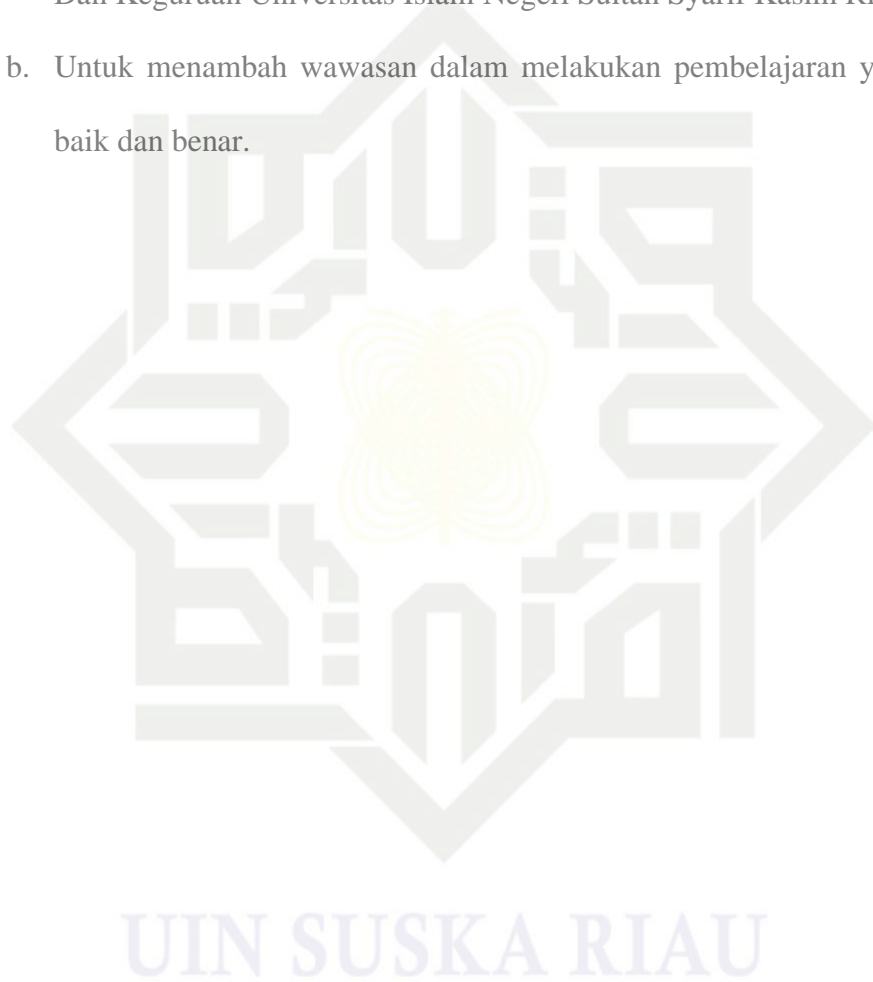 Dan Keguruan Universitas Islam Negeri Sultan Syarif Kasim
b. Untuk menambah wawasan dalam melakukan pembelajaran y
baik dan benar.
UIN SUSKA RIAU